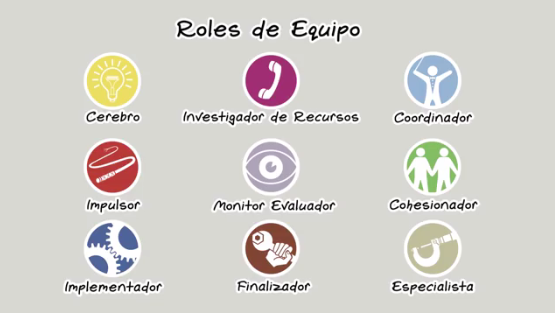 Roles de Equipo
Cerebro
Investigador de Recursos
Coordinador
Impulsor
Monitor Evaluador
Cohesionador
Implementador
Finalizador
Especialista